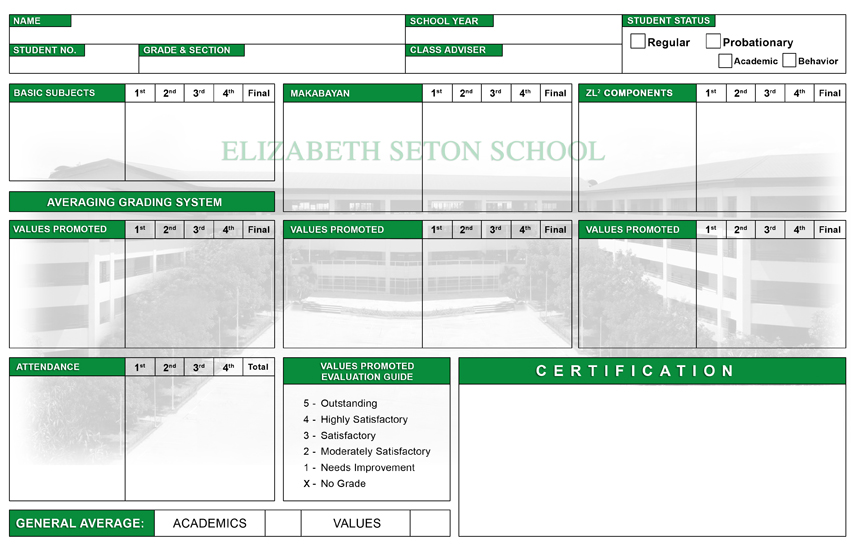 NAME
SCHOOL YEAR
STUDENT STATUS
Regular Probationary
STUDENT NO. GRADE & SECTION CLASS ADVISER
Academic Behavior
BASIC SUBJECTS 1st 2nd 3rd 4th Final
MAKABAYAN 1st 2nd 3rd 4th Final
ZL² COMPONENTS 1st 2nd 3rd 4th Final
ELIZABETH SETON SCHOOL
AVERAGING GRADING SYSTEM
VALUES PROMOTED 1st 2nd 3rd 4th Final
VALUES PROMOTED 1st 2nd 3rd 4th Final
VALUES PROMOTED 1st 2nd 3rd 4th Final
ATTENDANCE 1st 2nd 3rd 4th Total
VALUES PROMOTED
EVALUATION GUIDE
5 - Outstanding
4 - Highly Satisfactory
3 - Satisfactory
2 - Moderately Satisfactory
1 - Needs Improvement
X - No Grade
CERTIFICATION
GENERAL AVERAGE: ACADEMICS VALUES